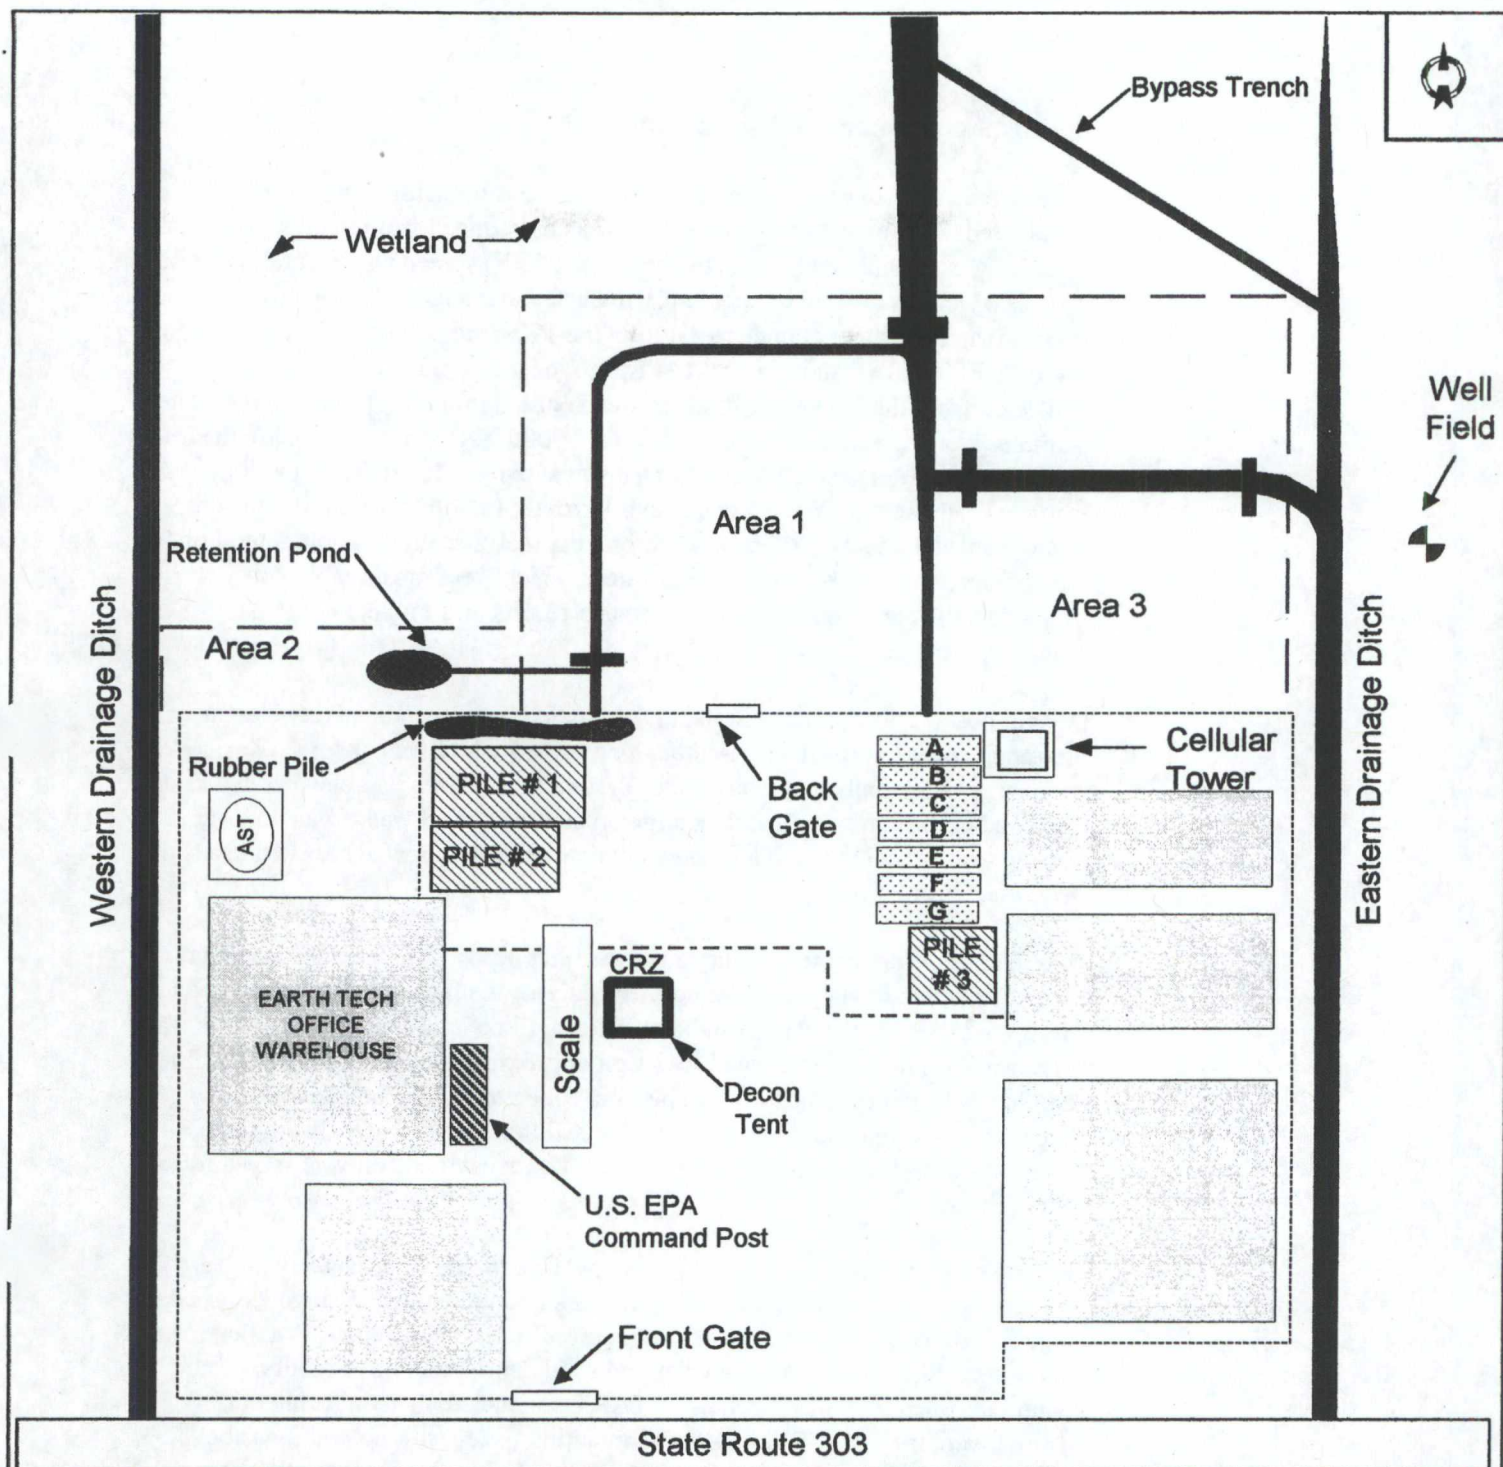 Bypass Trench
Wetland
Well
Field
Area 1
Retention Pond
Area 3
Area 2
Western Drainage Ditch
Eastern Drainage Ditch
Rubber Pile
PILE # 1
PILE # 2
AST
Back
Gate
A
B
C
D
E
F
G
Cellular
Tower
PILE
# 3
CRZ
EARTH TECH
OFFICE
WAREHOUSE
Scale
Decon
Tent
U.S. EPA
Command Post
Front Gate
State Route 303